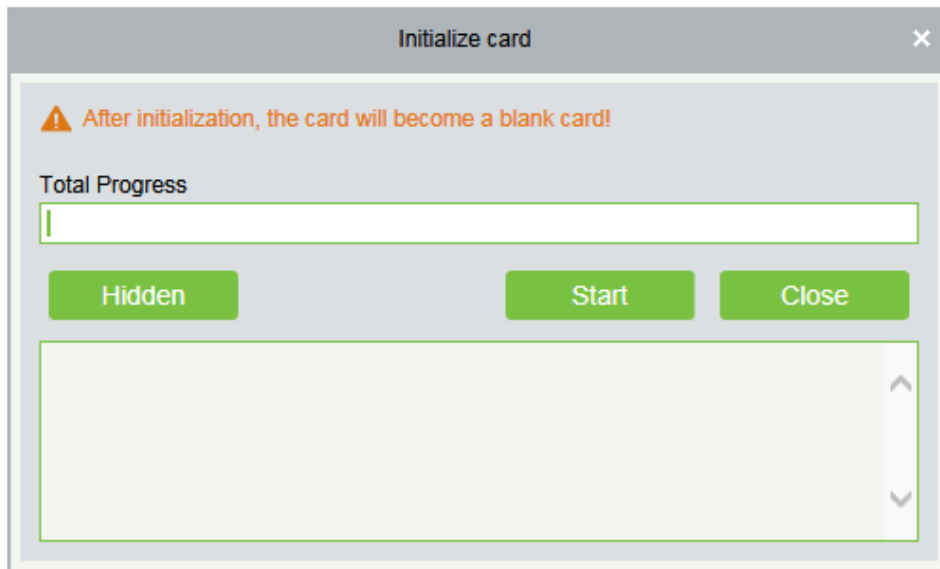 Initialize card
After initialization, the card will become a blank card!
Total Progress
Hidden Start Close